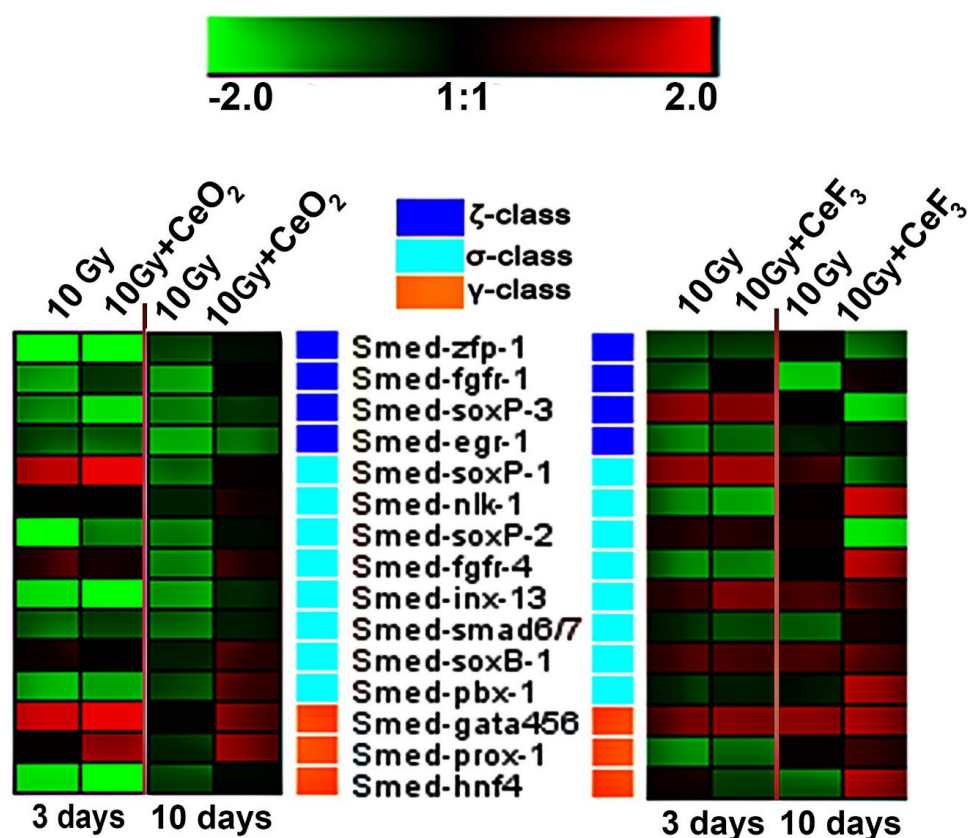 -2.0 1:1 2.0
ζ-class
σ-class
γ-class
10 Gy 10Gy+CeO₂ 10Gy 10Gy+CeO₂
10Gy 10Gy+CeF₃ 10Gy 10Gy+CeF₃
Smed-zfp-1
Smed-fgfr-1
Smed-soxP-3
Smed-egr-1
Smed-soxP-1
Smed-nlk-1
Smed-soxP-2
Smed-fgfr-4
Smed-inx-13
Smed-smad6/7
Smed-soxB-1
Smed-pbx-1
Smed-gata456
Smed-prox-1
Smed-hnf4
3 days 10 days 3 days 10 days